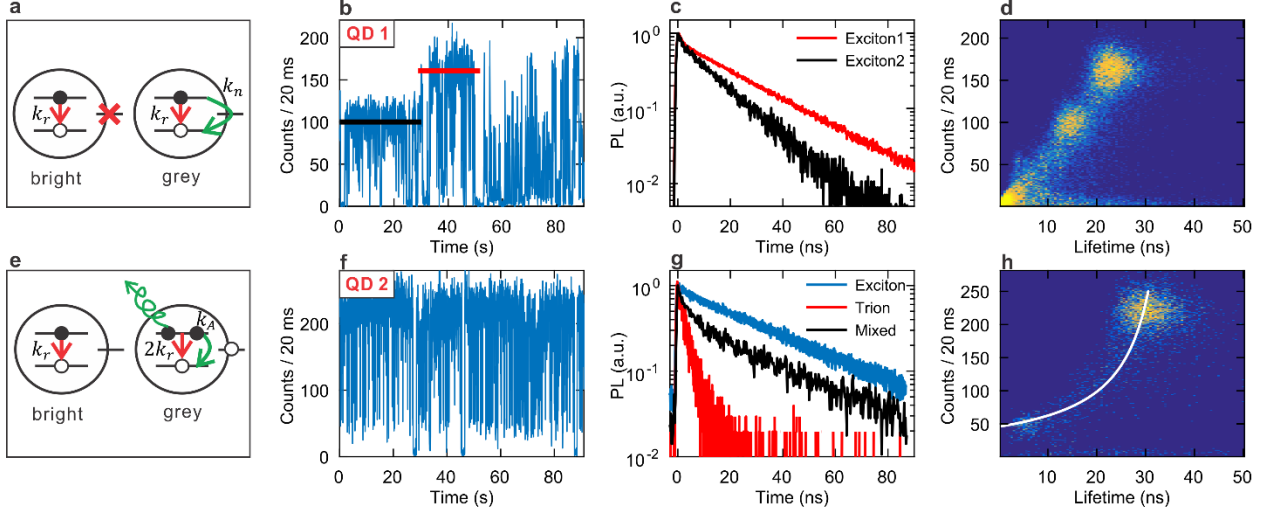 a
k_r
k_r
k_n
bright
grey
b
QD 1
Counts / 20 ms
200
150
100
50
0
0 20 40 60 80
Time (s)
c
Exciton1
Exciton2
PL (a.u.)
10^0
10^-1
10^-2
0 20 40 60 80
Time (ns)
d
Counts / 20 ms
200
150
100
50
0
10 20 30 40 50
Lifetime (ns)
e
k_r
2k_r
k_A
bright
grey
f
QD 2
Counts / 20 ms
200
100
0
0 20 40 60 80
Time (s)
g
Exciton
Trion
Mixed
PL (a.u.)
10^0
10^-1
10^-2
0 20 40 60 80
Time (ns)
h
Counts / 20 ms
250
200
150
100
50
10 20 30 40 50
Lifetime (ns)